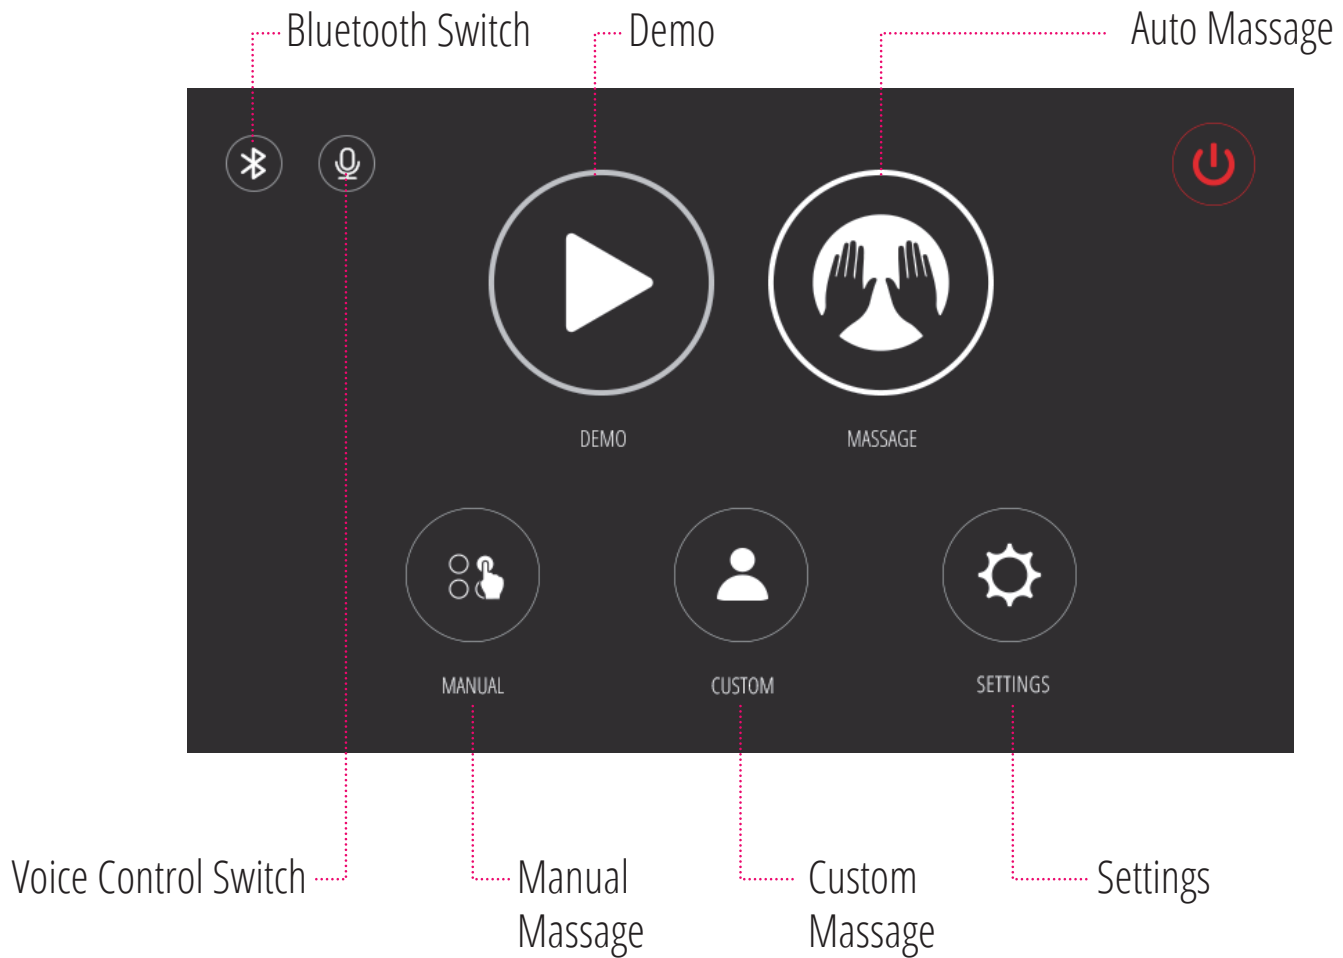 Bluetooth Switch
Demo
Auto Massage
DEMO
MASSAGE
MANUAL
CUSTOM
SETTINGS
Voice Control Switch
Manual
Massage
Custom
Massage
Settings